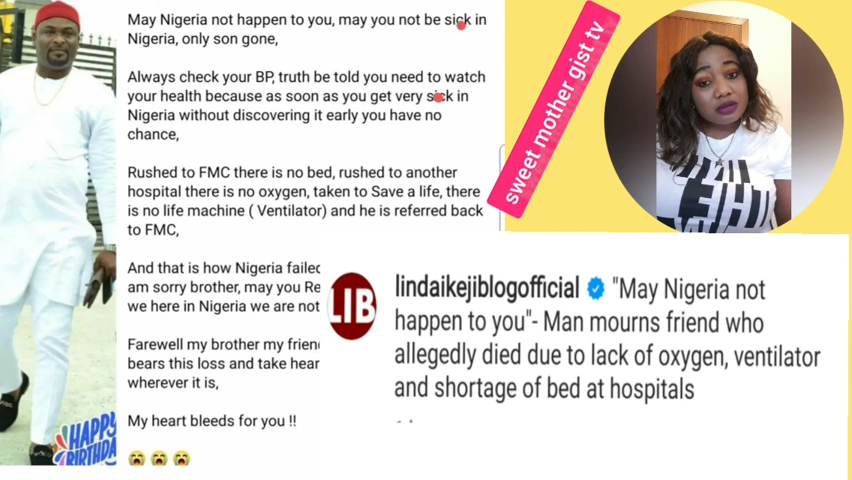 May Nigeria not happen to you, may you not be sick in
Nigeria, only son gone,
Always check your BP, truth be told you need to watch
your health because as soon as you get very sick in
Nigeria without discovering it early you have no
chance,
Rushed to FMC there is no bed, rushed to another
hospital there is no oxygen, taken to Save a life, there
is no life machine ( Ventilator) and he is referred back
to FMC,
And that is how Nigeria failed
am sorry brother, may you Re
we here in Nigeria we are not
Farewell my brother my frien
bears this loss and take hear
wherever it is,
My heart bleeds for you !!
HAPPY
BIRTHDA
sweet mother gist tv
LIB
lindaikejiblogofficial "May Nigeria not
happen to you"- Man mourns friend who
allegedly died due to lack of oxygen, ventilator
and shortage of bed at hospitals